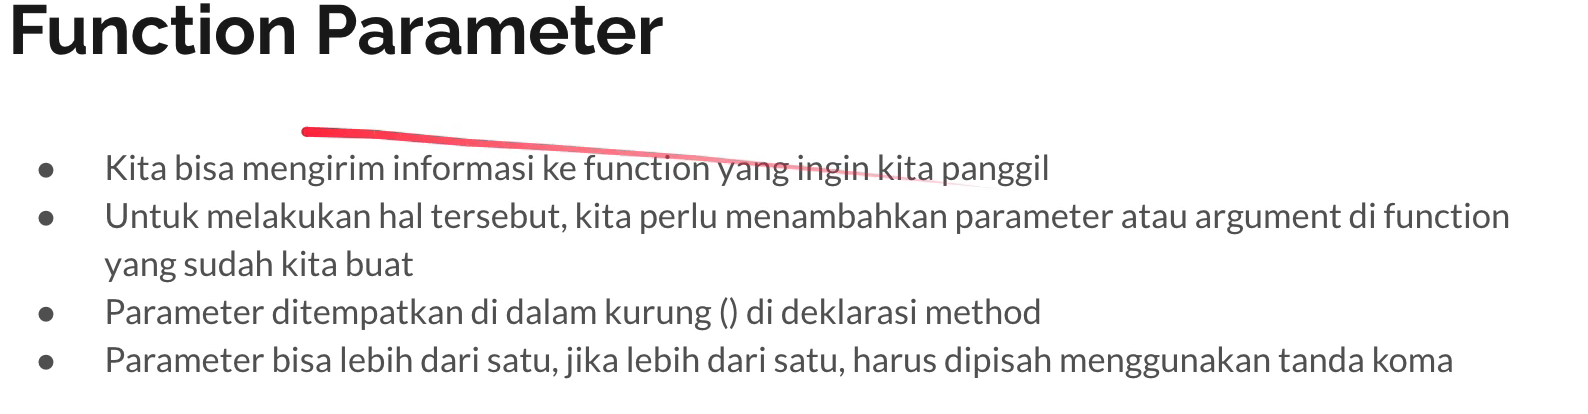 Function Parameter
● Kita bisa mengirim informasi ke function yang ingin kita panggil
● Untuk melakukan hal tersebut, kita perlu menambahkan parameter atau argument di function
yang sudah kita buat
● Parameter ditempatkan di dalam kurung () di deklarasi method
● Parameter bisa lebih dari satu, jika lebih dari satu, harus dipisah menggunakan tanda koma